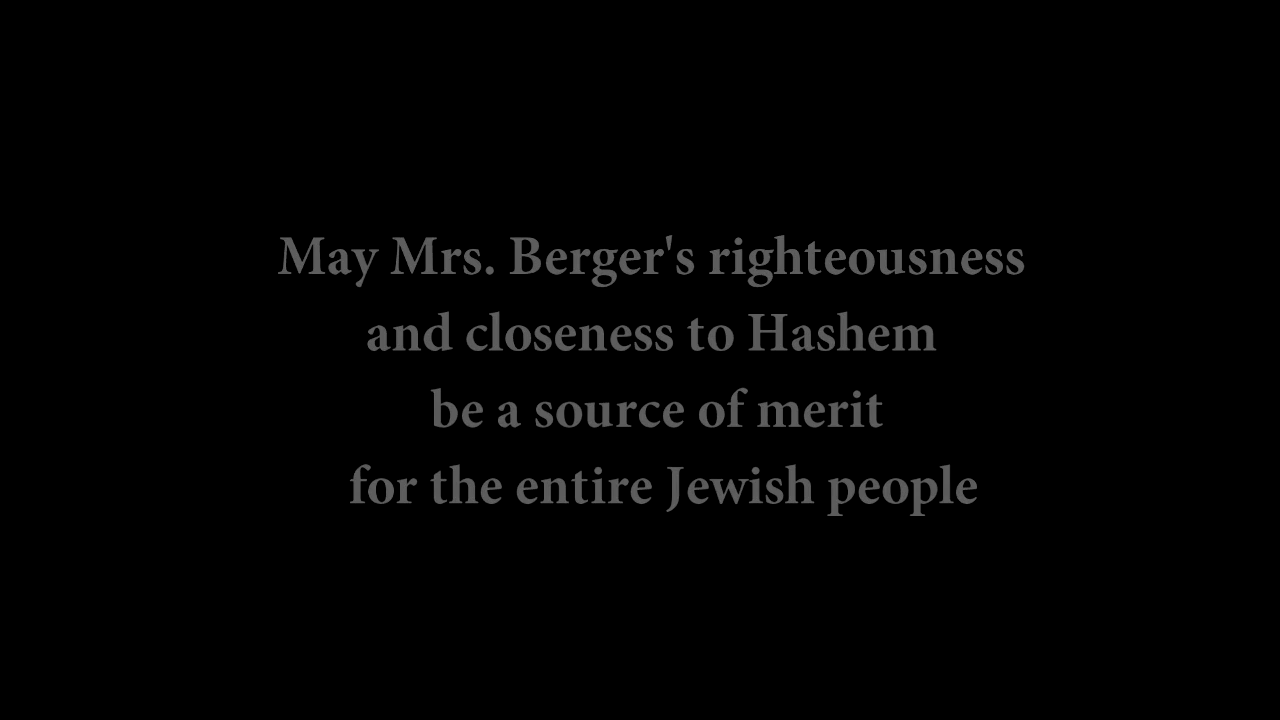 May Mrs. Berger's righteousness
and closeness to Hashem
be a source of merit
for the entire Jewish people